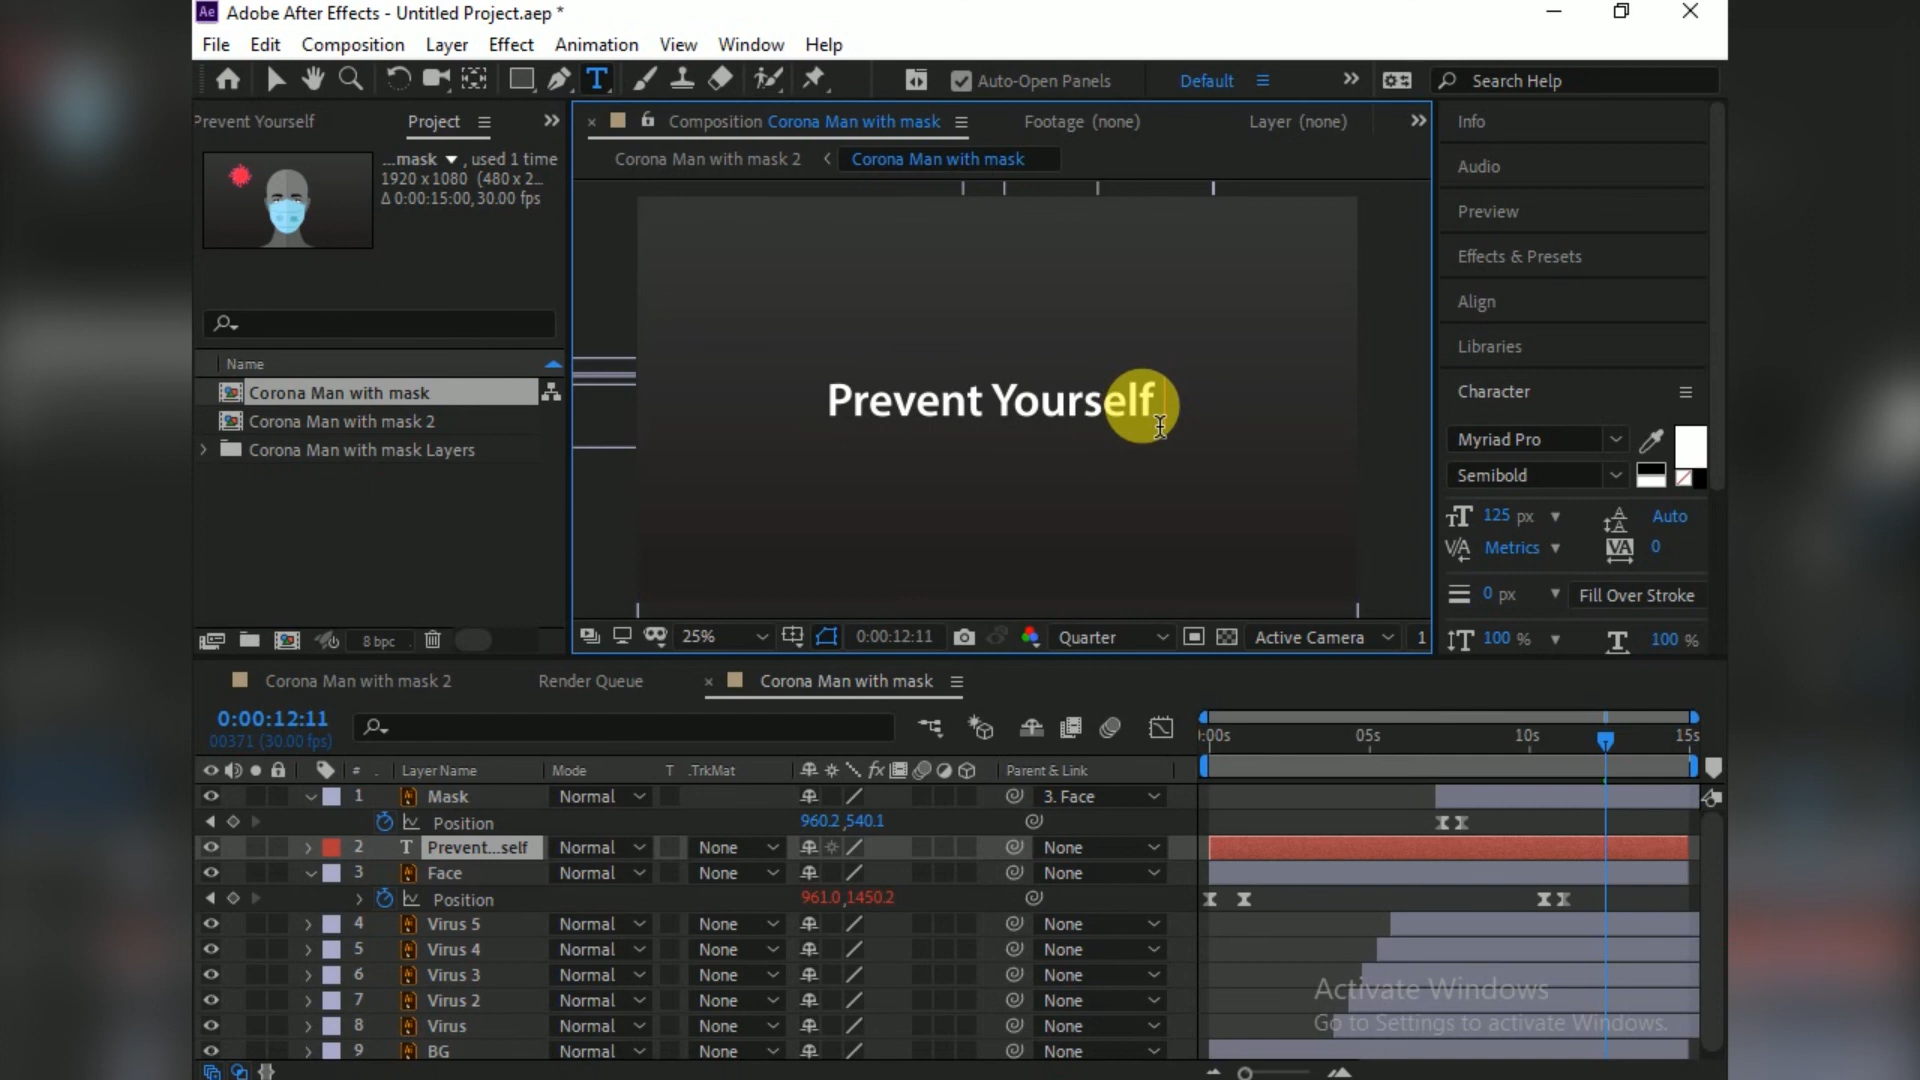 Ae Adobe After Effects - Untitled Project.aep *
File Edit Composition Layer Effect Animation View Window Help
T Auto-Open Panels Default Search Help
Prevent Yourself Project
Composition Corona Man with mask Footage (none) Layer (none)
Info
...mask , used 1 time
1920 x 1080 (480 x 2...
Δ 0:00:15:00, 30.00 fps
Corona Man with mask 2 Corona Man with mask
Audio
Preview
Effects & Presets
Align
Libraries
Name
Corona Man with mask
Corona Man with mask 2
Corona Man with mask Layers
Prevent Yourself
Character
Myriad Pro
Semibold
125 px Auto
Metrics 0
0 px Fill Over Stroke
100 % 100 %
8 bpc
25% 0:00:12:11 Quarter Active Camera 1
Corona Man with mask 2 Render Queue Corona Man with mask
0:00:12:11
00371 (30.00 fps)
:00s 05s 10s 15s
# Layer Name Mode T .TrkMat fx Parent & Link
1 Mask Normal 3. Face
Position 960.2,540.1
2 T Prevent...self Normal None None
3 Face Normal None None
Position 961.0,1450.2
4 Virus 5 Normal None None
5 Virus 4 Normal None None
6 Virus 3 Normal None None
7 Virus 2 Normal None None
8 Virus Normal None None
9 BG Normal None None
Activate Windows
Go to Settings to activate Windows.